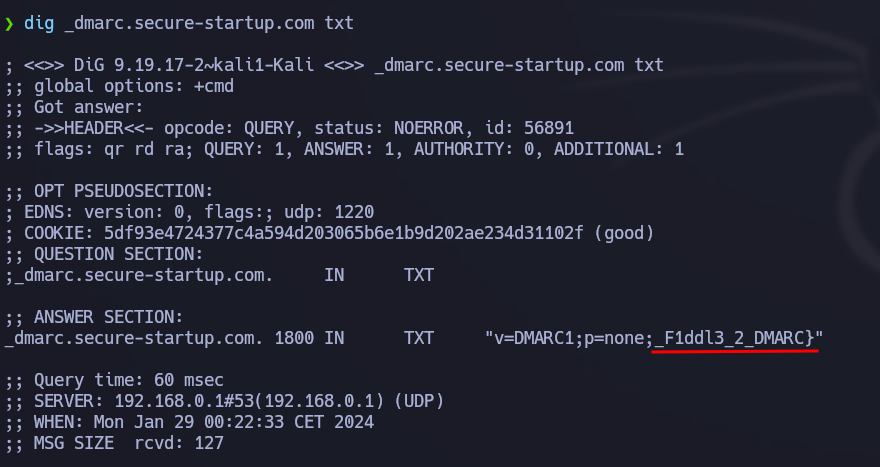 ❯ dig _dmarc.secure-startup.com txt
; <<>> DiG 9.19.17-2~kali1-Kali <<>> _dmarc.secure-startup.com txt
;; global options: +cmd
;; Got answer:
;; ->>HEADER<<- opcode: QUERY, status: NOERROR, id: 56891
;; flags: qr rd ra; QUERY: 1, ANSWER: 1, AUTHORITY: 0, ADDITIONAL: 1
;; OPT PSEUDOSECTION:
; EDNS: version: 0, flags:; udp: 1220
; COOKIE: 5df93e4724377c4a594d203065b6e1b9d202ae234d31102f (good)
;; QUESTION SECTION:
;_dmarc.secure-startup.com. IN TXT
;; ANSWER SECTION:
_dmarc.secure-startup.com. 1800 IN TXT "v=DMARC1;p=none;_F1ddl3_2_DMARC}"
;; Query time: 60 msec
;; SERVER: 192.168.0.1#53(192.168.0.1) (UDP)
;; WHEN: Mon Jan 29 00:22:33 CET 2024
;; MSG SIZE rcvd: 127